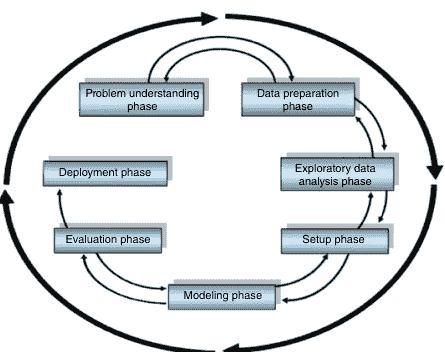 Problem understanding
phase
Data preparation
phase
Deployment phase
Exploratory data
analysis phase
Evaluation phase
Setup phase
Modeling phase